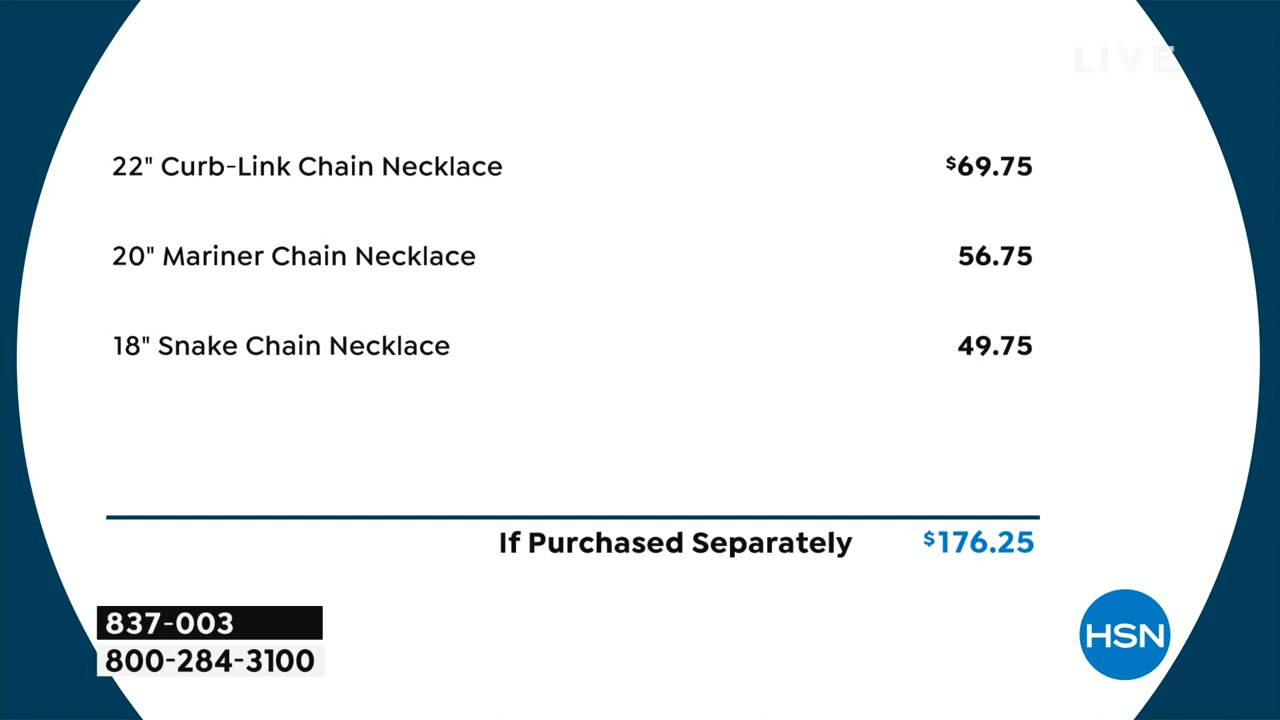 LIVE
22" Curb-Link Chain Necklace $69.75
20" Mariner Chain Necklace 56.75
18" Snake Chain Necklace 49.75
If Purchased Separately $176.25
837-003
800-284-3100
HSN